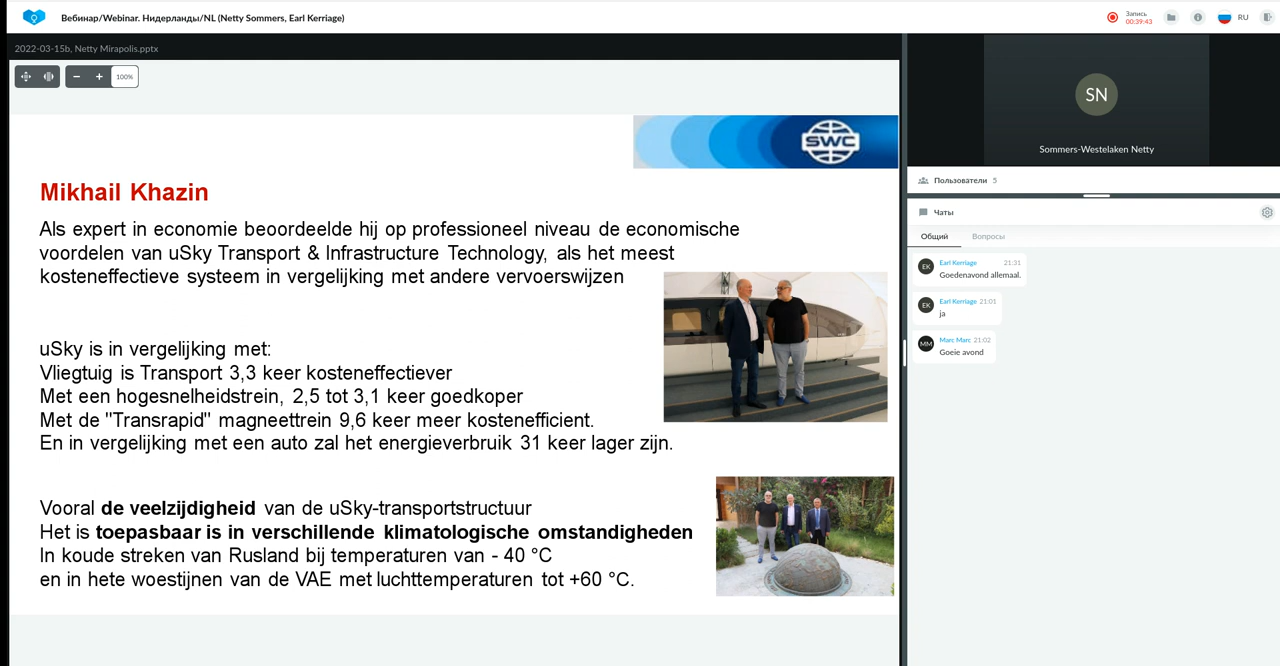 Вебинар/Webinar. Нидерланды/NL (Netty Sommers, Earl Kerriage)
Запись
00:39:43
RU
2022-03-15b, Netty Mirapolis.pptx
100%
SWC
Mikhail Khazin
Als expert in economie beoordeelde hij op professioneel niveau de economische
voordelen van uSky Transport & Infrastructure Technology, als het meest
kosteneffectieve systeem in vergelijking met andere vervoerswijzen
uSky is in vergelijking met:
Vliegtuig is Transport 3,3 keer kosteneffectiever
Met een hogesnelheidstrein, 2,5 tot 3,1 keer goedkoper
Met de "Transrapid" magneettrein 9,6 keer meer kostenefficient.
En in vergelijking met een auto zal het energieverbruik 31 keer lager zijn.
Vooral de veelzijdigheid van de uSky-transportstructuur
Het is toepasbaar is in verschillende klimatologische omstandigheden
In koude streken van Rusland bij temperaturen van - 40 °C
en in hete woestijnen van de VAE met luchttemperaturen tot +60 °C.
SN
Sommers-Westelaken Netty
Пользователи 5
Чаты
Общий Вопросы
EK Earl Kerriage 21:31
Goedenavond allemaal.
EK Earl Kerriage 21:01
ja
MM Marc Marc 21:02
Goeie avond